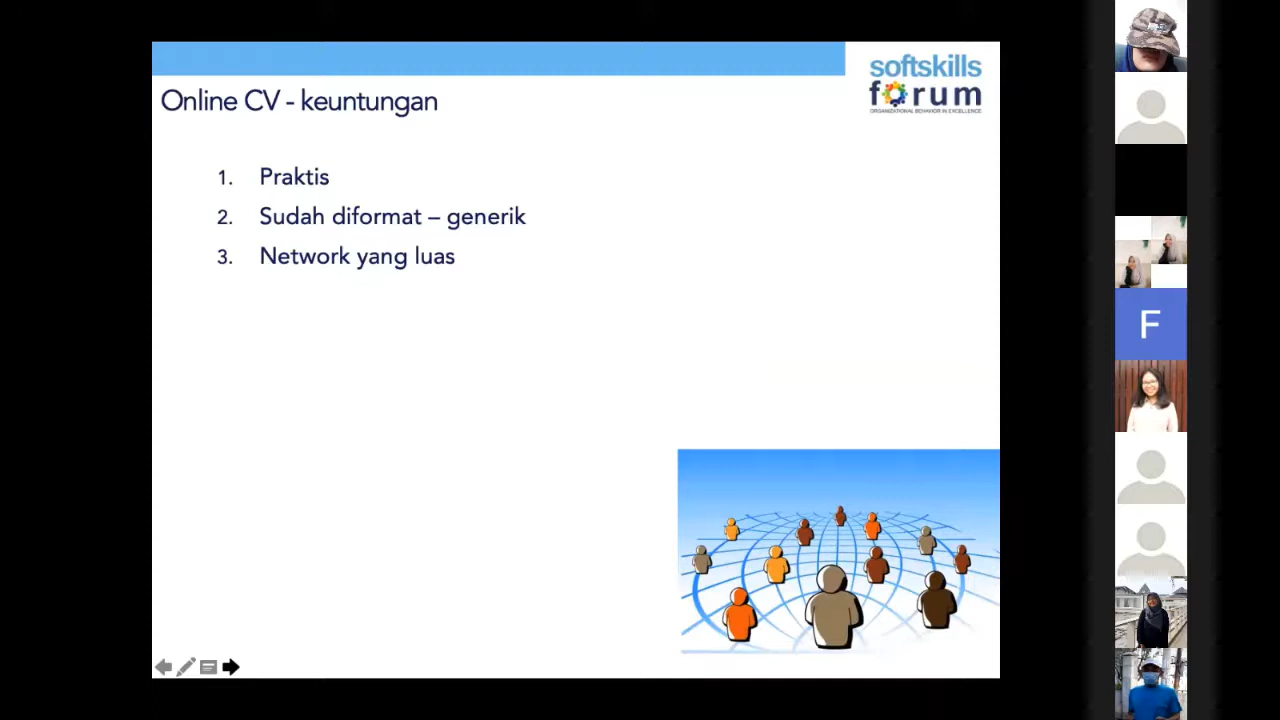 softskills
forum
ORGANIZATIONAL BEHAVIOR IN EXCELLENCE
Online CV - keuntungan
1. Praktis
2. Sudah diformat – generik
3. Network yang luas
F